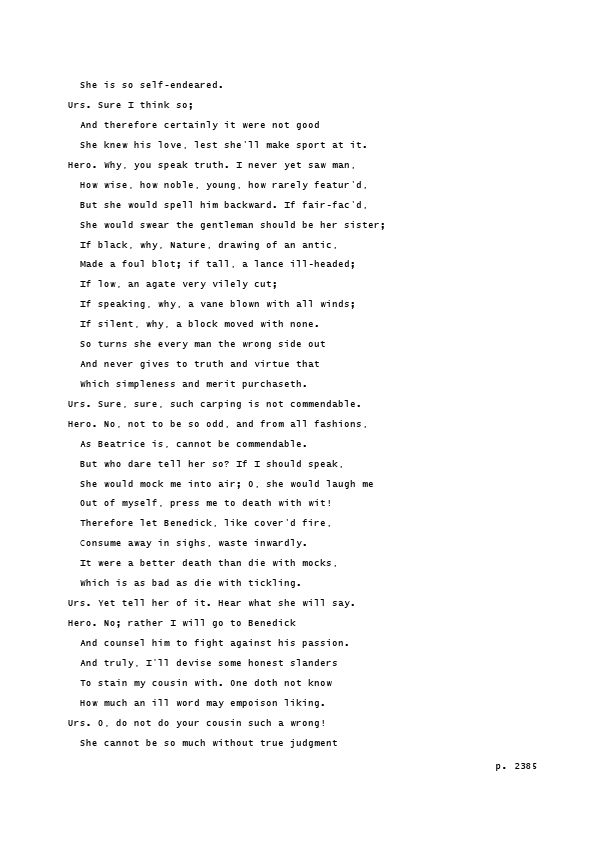 She is so self-endeared.
Urs. Sure I think so;
And therefore certainly it were not good
She knew his love, lest she'll make sport at it.
Hero. Why, you speak truth. I never yet saw man,
How wise, how noble, young, how rarely featur'd,
But she would spell him backward. If fair-fac'd,
She would swear the gentleman should be her sister;
If black, why, Nature, drawing of an antic,
Made a foul blot; if tall, a lance ill-headed;
If low, an agate very vilely cut;
If speaking, why, a vane blown with all winds;
If silent, why, a block moved with none.
So turns she every man the wrong side out
And never gives to truth and virtue that
Which simpleness and merit purchaseth.
Urs. Sure, sure, such carping is not commendable.
Hero. No, not to be so odd, and from all fashions,
As Beatrice is, cannot be commendable.
But who dare tell her so? If I should speak,
She would mock me into air; O, she would laugh me
Out of myself, press me to death with wit!
Therefore let Benedick, like cover'd fire,
Consume away in sighs, waste inwardly.
It were a better death than die with mocks,
Which is as bad as die with tickling.
Urs. Yet tell her of it. Hear what she will say.
Hero. No; rather I will go to Benedick
And counsel him to fight against his passion.
And truly, I'll devise some honest slanders
To stain my cousin with. One doth not know
How much an ill word may empoison liking.
Urs. O, do not do your cousin such a wrong!
She cannot be so much without true judgment
p. 2385